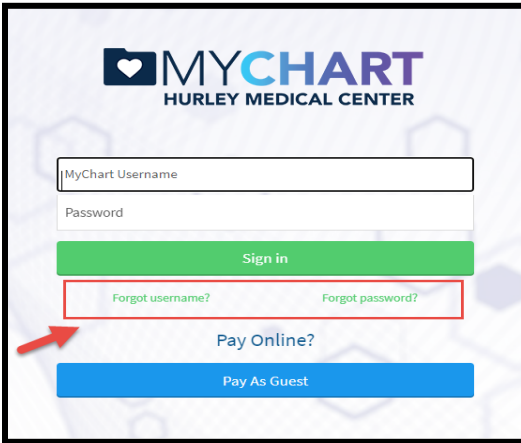 MYCHART
HURLEY MEDICAL CENTER
MyChart Username
Password
Sign in
Forgot username? Forgot password?
Pay Online?
Pay As Guest